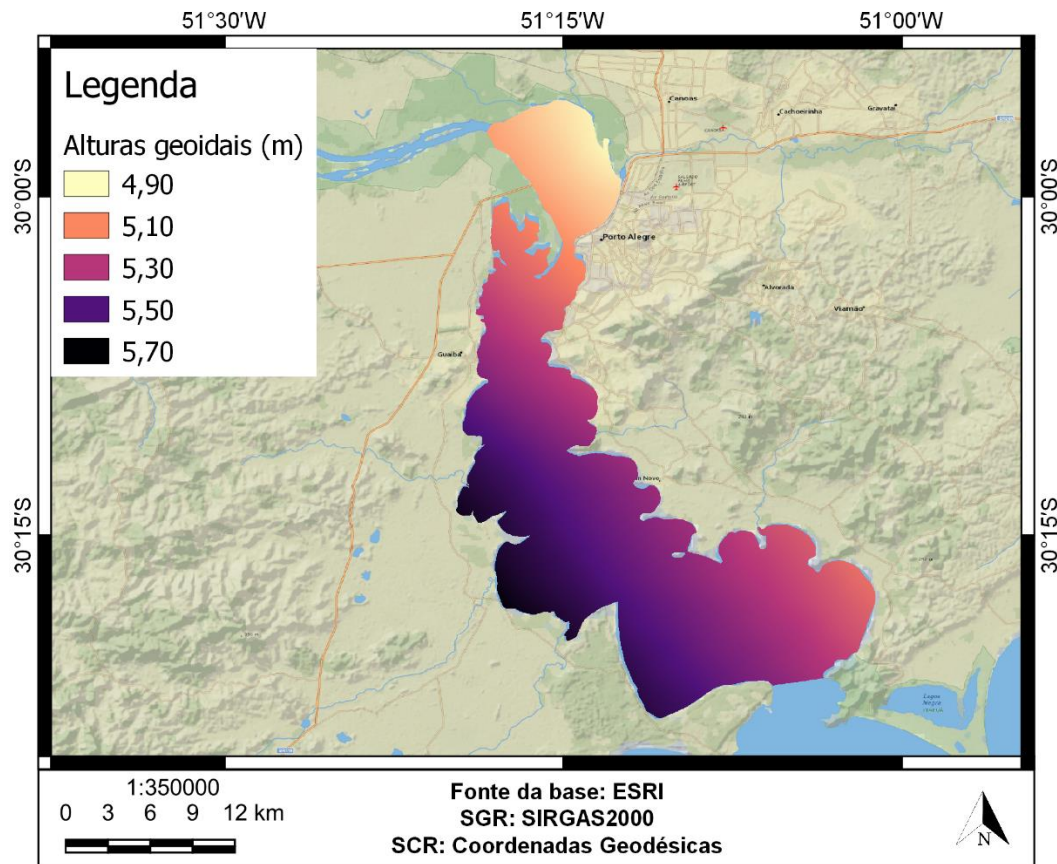 51°30'W
51°15'W
51°00'W
Legenda
Alturas geoidais (m)
4,90
5,10
5,30
5,50
5,70
30°00'S
30°00'S
30°15'S
30°15'S
Canoas
Cachoeirinha
Gravataí
Porto Alegre
Alvorada
Viamão
Guaíba
Lagoa
Negra
1:350000
0 3 6 9 12 km
Fonte da base: ESRI
SGR: SIRGAS2000
SCR: Coordenadas Geodésicas
N